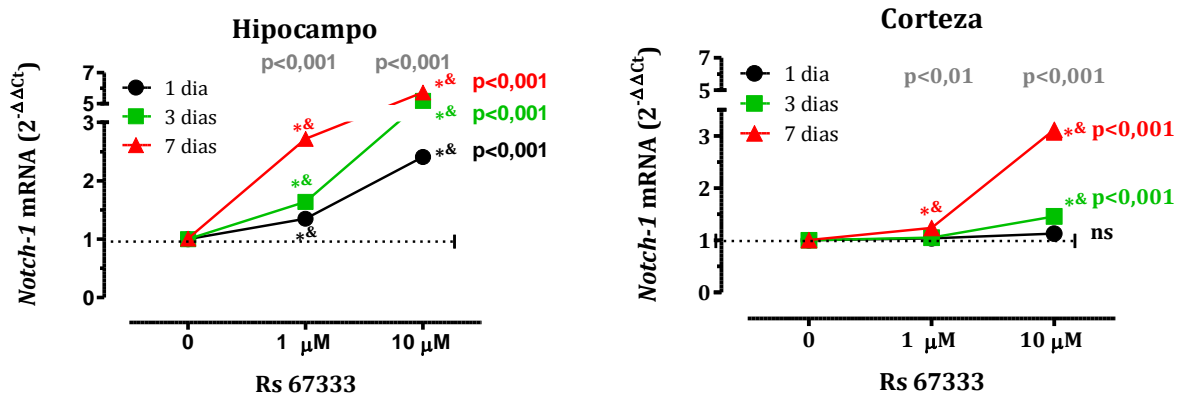 Hipocampo
p<0,001 p<0,001
Notch-1 mRNA (2-ΔΔCt)
7
5
3
2
1
0
1 dia
3 dias
7 dias
*& p<0,001
*& p<0,001
*& p<0,001
*&
*&
*&
0 1 μM 10 μM
Rs 67333
Corteza
p<0,01 p<0,001
Notch-1 mRNA (2-ΔΔCt)
7
5
3
2
1
0
1 dia
3 dias
7 dias
*& p<0,001
*& p<0,001
ns
*&
0 1 μM 10 μM
Rs 67333